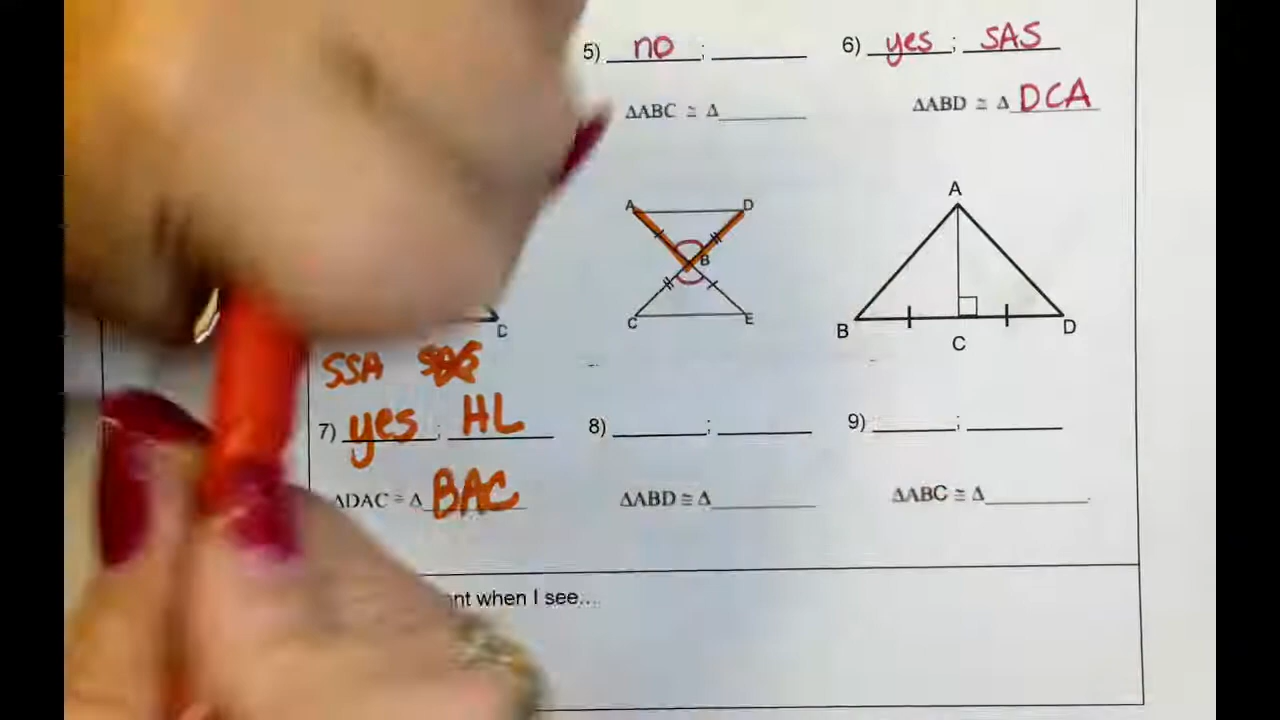 5) no ; 6) yes ; SAS
ΔABC ≅ Δ ΔABD ≅ Δ DCA
A
A D
B
C E
B C D
C
SSA
7) yes ; HL 8) ; 9) ;
ΔDAC ≅ Δ BAC ΔABD ≅ Δ ΔABC ≅ Δ
when I see...